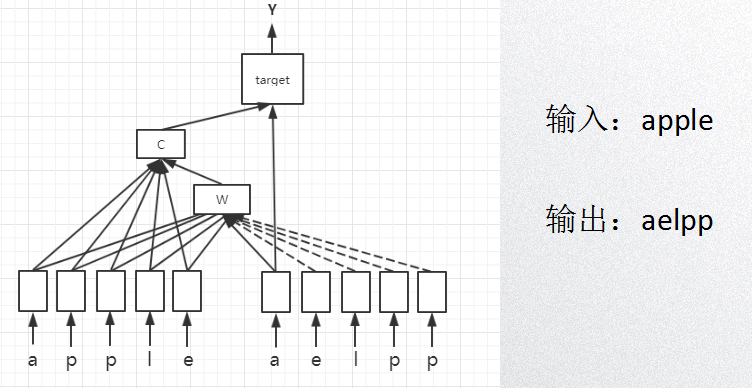 Y
target
C
W
a p p l e a e l p p
输入：apple
输出：aelpp